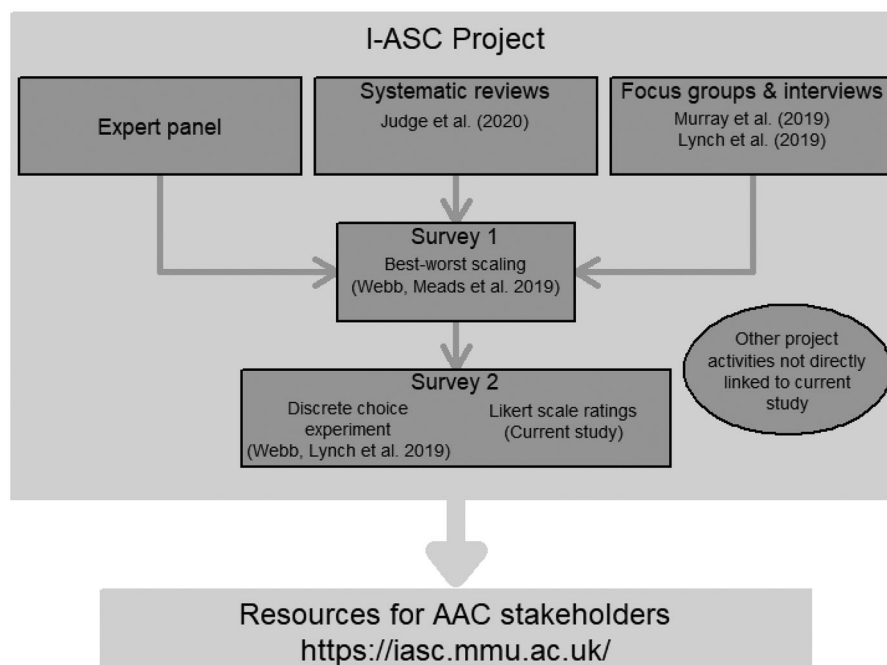 I-ASC Project
Expert panel
Systematic reviews
Judge et al. (2020)
Focus groups & interviews
Murray et al. (2019)
Lynch et al. (2019)
Survey 1
Best-worst scaling
(Webb, Meads et al. 2019)
Other project
activities not directly
linked to current
study
Survey 2
Discrete choice
experiment
(Webb, Lynch et al. 2019)
Likert scale ratings
(Current study)
Resources for AAC stakeholders
https://iasc.mmu.ac.uk/